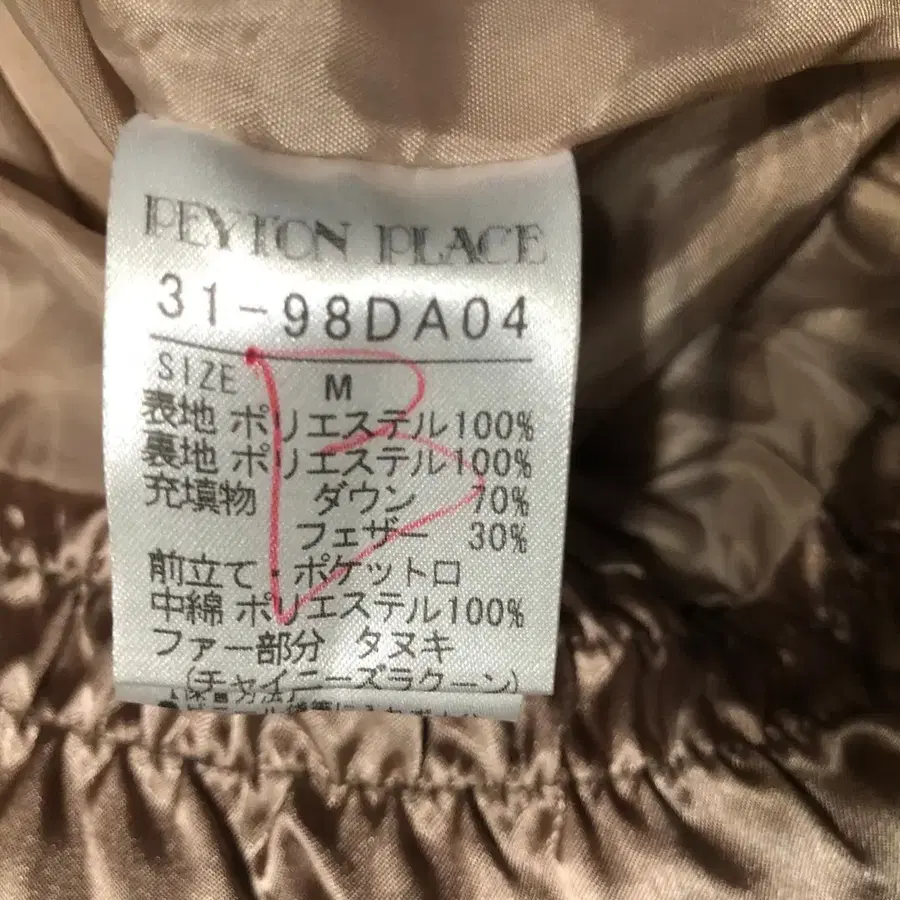 PEYTON PLACE
31-98DA04
SIZE M
表地 ポリエステル100%
裏地 ポリエステル100%
充填物 ダウン 70%
フェザー 30%
前立て・ポケット口
中綿 ポリエステル100%
ファー部分 タヌキ
(チャイニーズラクーン)
B